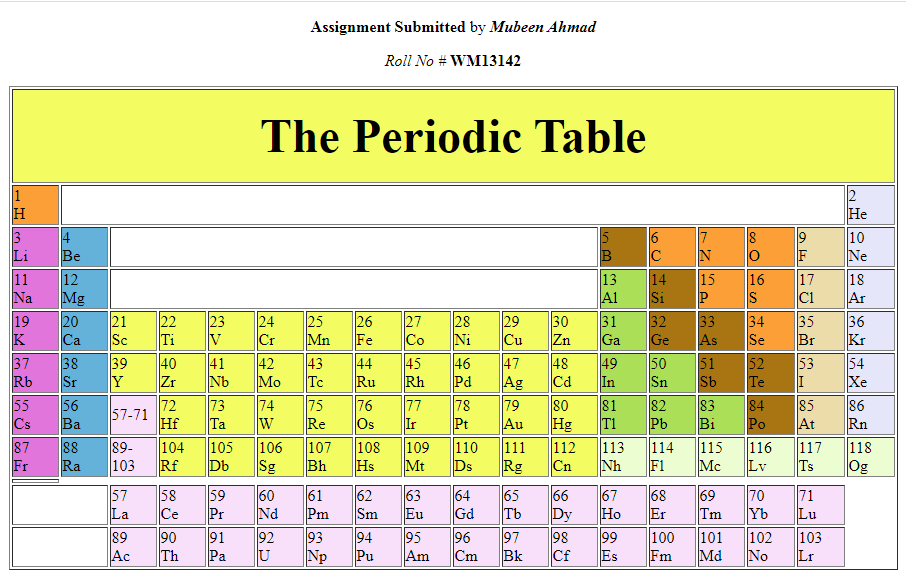 Assignment Submitted by Mubeen Ahmad
Roll No # WM13142
The Periodic Table
1 2
H He
3 4 5 6 7 8 9 10
Li Be B C N O F Ne
11 12 13 14 15 16 17 18
Na Mg Al Si P S Cl Ar
19 20 21 22 23 24 25 26 27 28 29 30 31 32 33 34 35 36
K Ca Sc Ti V Cr Mn Fe Co Ni Cu Zn Ga Ge As Se Br Kr
37 38 39 40 41 42 43 44 45 46 47 48 49 50 51 52 53 54
Rb Sr Y Zr Nb Mo Tc Ru Rh Pd Ag Cd In Sn Sb Te I Xe
55 56 57-71 72 73 74 75 76 77 78 79 80 81 82 83 84 85 86
Cs Ba Hf Ta W Re Os Ir Pt Au Hg Tl Pb Bi Po At Rn
87 88 89- 104 105 106 107 108 109 110 111 112 113 114 115 116 117 118
Fr Ra 103 Rf Db Sg Bh Hs Mt Ds Rg Cn Nh Fl Mc Lv Ts Og
57 58 59 60 61 62 63 64 65 66 67 68 69 70 71
La Ce Pr Nd Pm Sm Eu Gd Tb Dy Ho Er Tm Yb Lu
89 90 91 92 93 94 95 96 97 98 99 100 101 102 103
Ac Th Pa U Np Pu Am Cm Bk Cf Es Fm Md No Lr